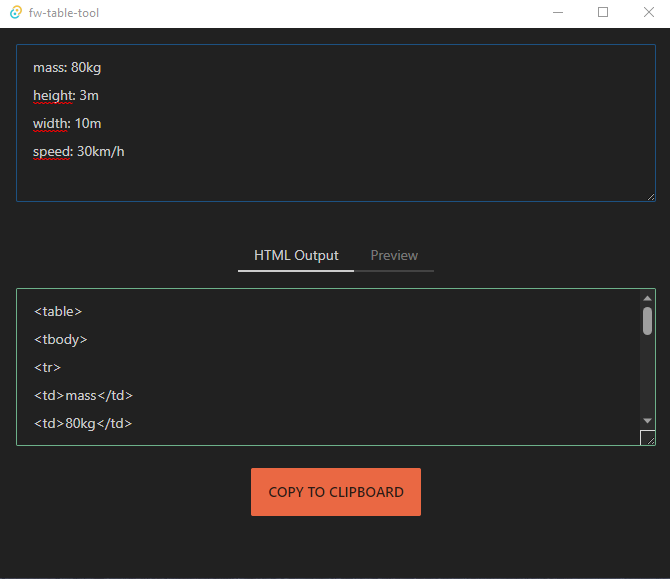 fw-table-tool
mass: 80kg
height: 3m
width: 10m
speed: 30km/h
HTML Output
Preview
<table>
<tbody>
<tr>
<td>mass</td>
<td>80kg</td>
COPY TO CLIPBOARD